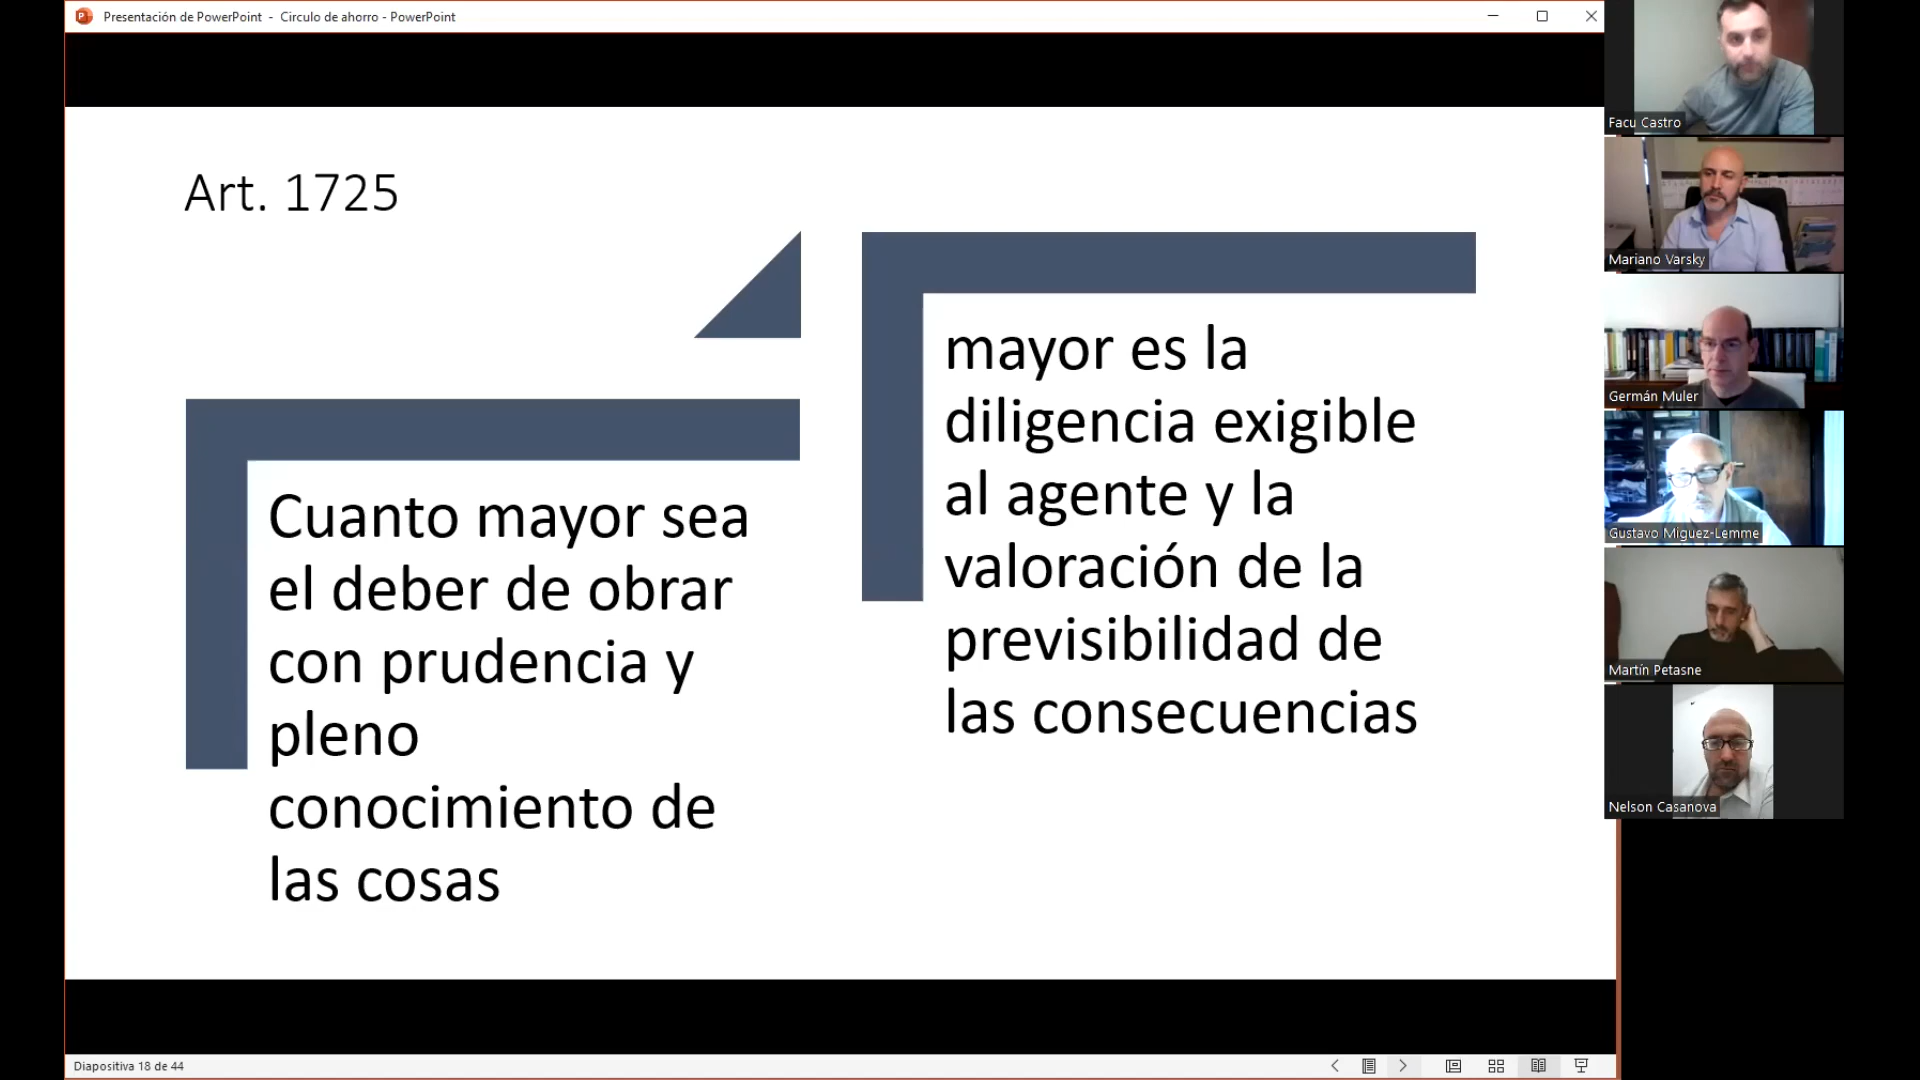 Presentación de PowerPoint - Circulo de ahorro - PowerPoint
Art. 1725
Cuanto mayor sea
el deber de obrar
con prudencia y
pleno
conocimiento de
las cosas
mayor es la
diligencia exigible
al agente y la
valoración de la
previsibilidad de
las consecuencias
Facu Castro
Mariano Varsky
Germán Muler
Gustavo Miguez-Lemme
Martín Petasne
Nelson Casanova
Diapositiva 18 de 44